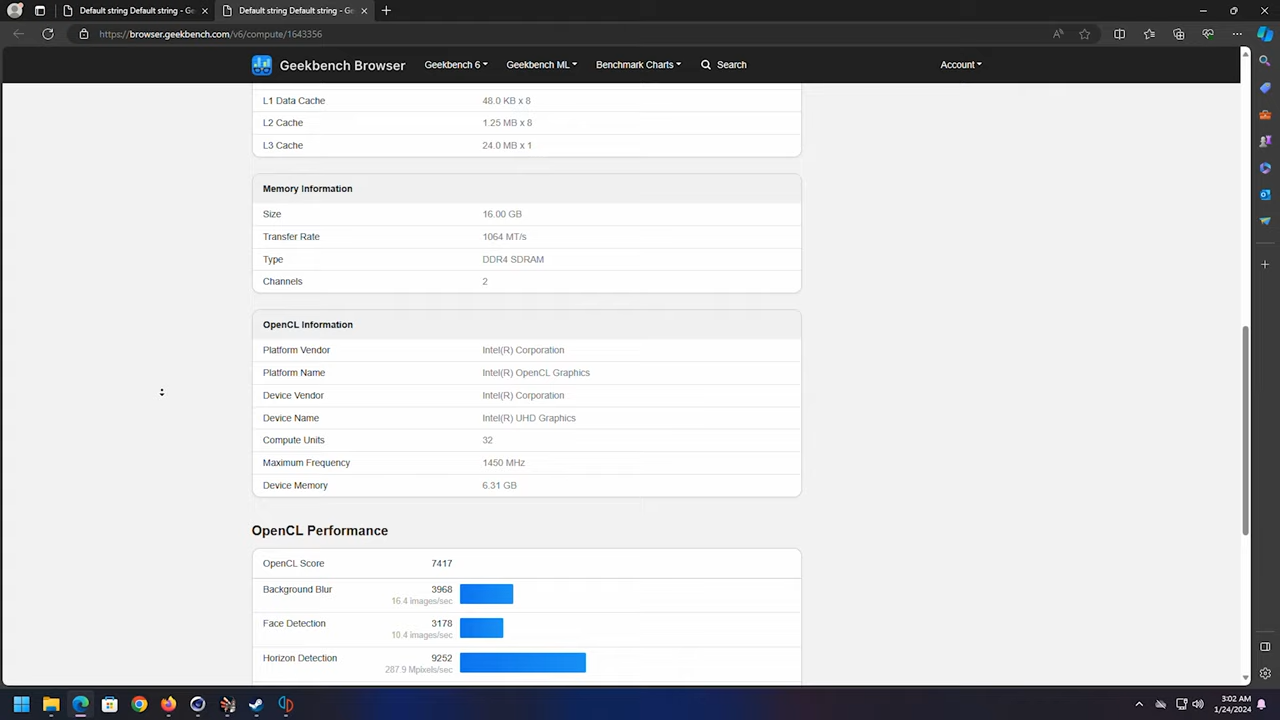 Default string Default string - Ge
Default string Default string - Ge
https://browser.geekbench.com/v6/compute/1643356
Geekbench Browser
Geekbench 6
Geekbench ML
Benchmark Charts
Search
Account
L1 Data Cache 48.0 KB x 8
L2 Cache 1.25 MB x 8
L3 Cache 24.0 MB x 1
Memory Information
Size 16.00 GB
Transfer Rate 1064 MT/s
Type DDR4 SDRAM
Channels 2
OpenCL Information
Platform Vendor Intel(R) Corporation
Platform Name Intel(R) OpenCL Graphics
Device Vendor Intel(R) Corporation
Device Name Intel(R) UHD Graphics
Compute Units 32
Maximum Frequency 1450 MHz
Device Memory 6.31 GB
OpenCL Performance
OpenCL Score 7417
Background Blur 3968
16.4 images/sec
Face Detection 3178
10.4 images/sec
Horizon Detection 9252
287.9 Mpixels/sec
3:02 AM
1/24/2024